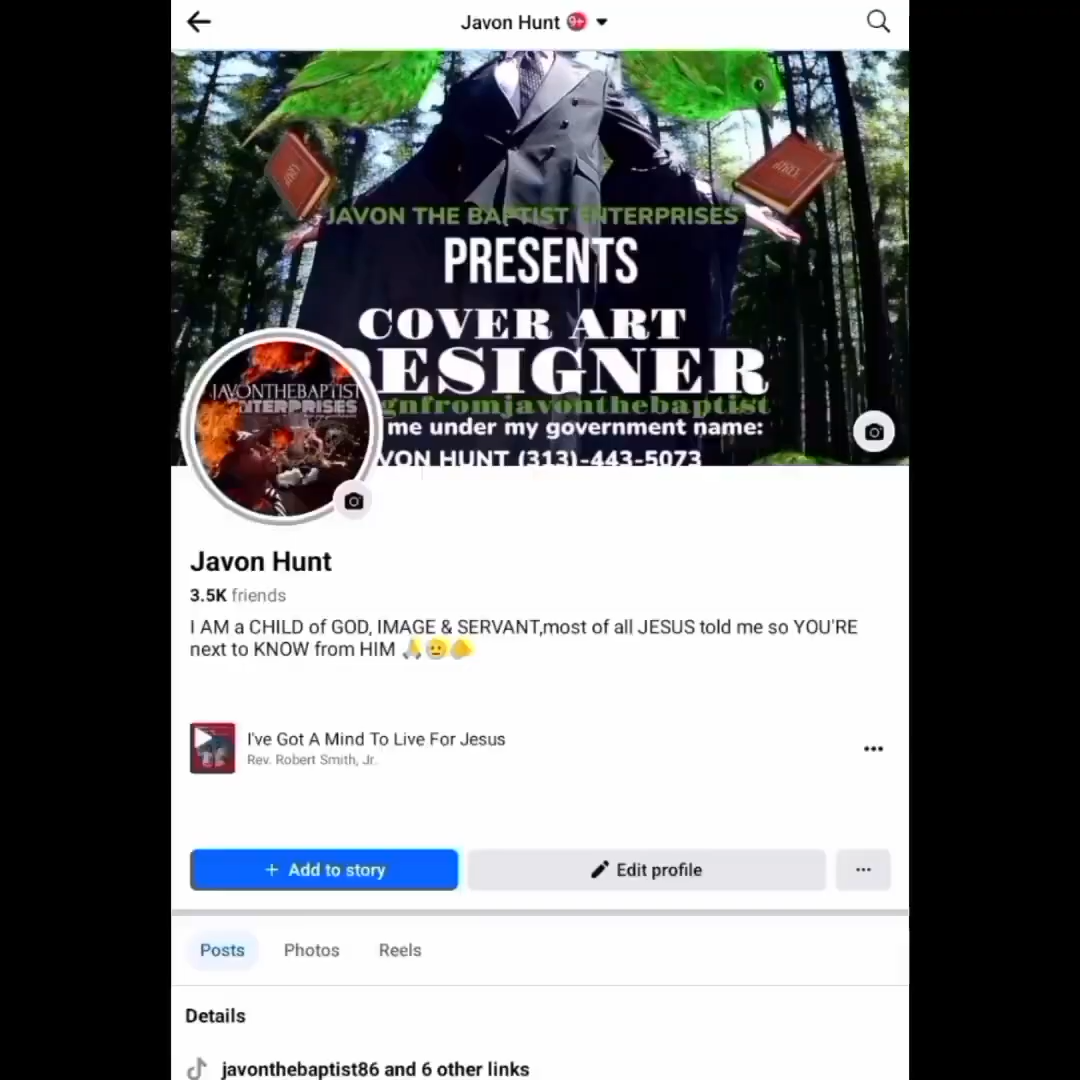 Javon Hunt 9+
BIBLE
JAVON THE BAPTIST ENTERPRISES
PRESENTS
COVER ART
DESIGNER
gnfromjavonthebaptist
me under my government name:
VON HUNT (313)-443-5073
JAVONTHEBAPTIST
ENTERPRISES
Javon Hunt
3.5K friends
I AM a CHILD of GOD, IMAGE & SERVANT,most of all JESUS told me so YOU'RE
next to KNOW from HIM 🙏🫡🫵
I've Got A Mind To Live For Jesus
Rev. Robert Smith, Jr.
+ Add to story
Edit profile
Posts Photos Reels
Details
javonthebaptist86 and 6 other links